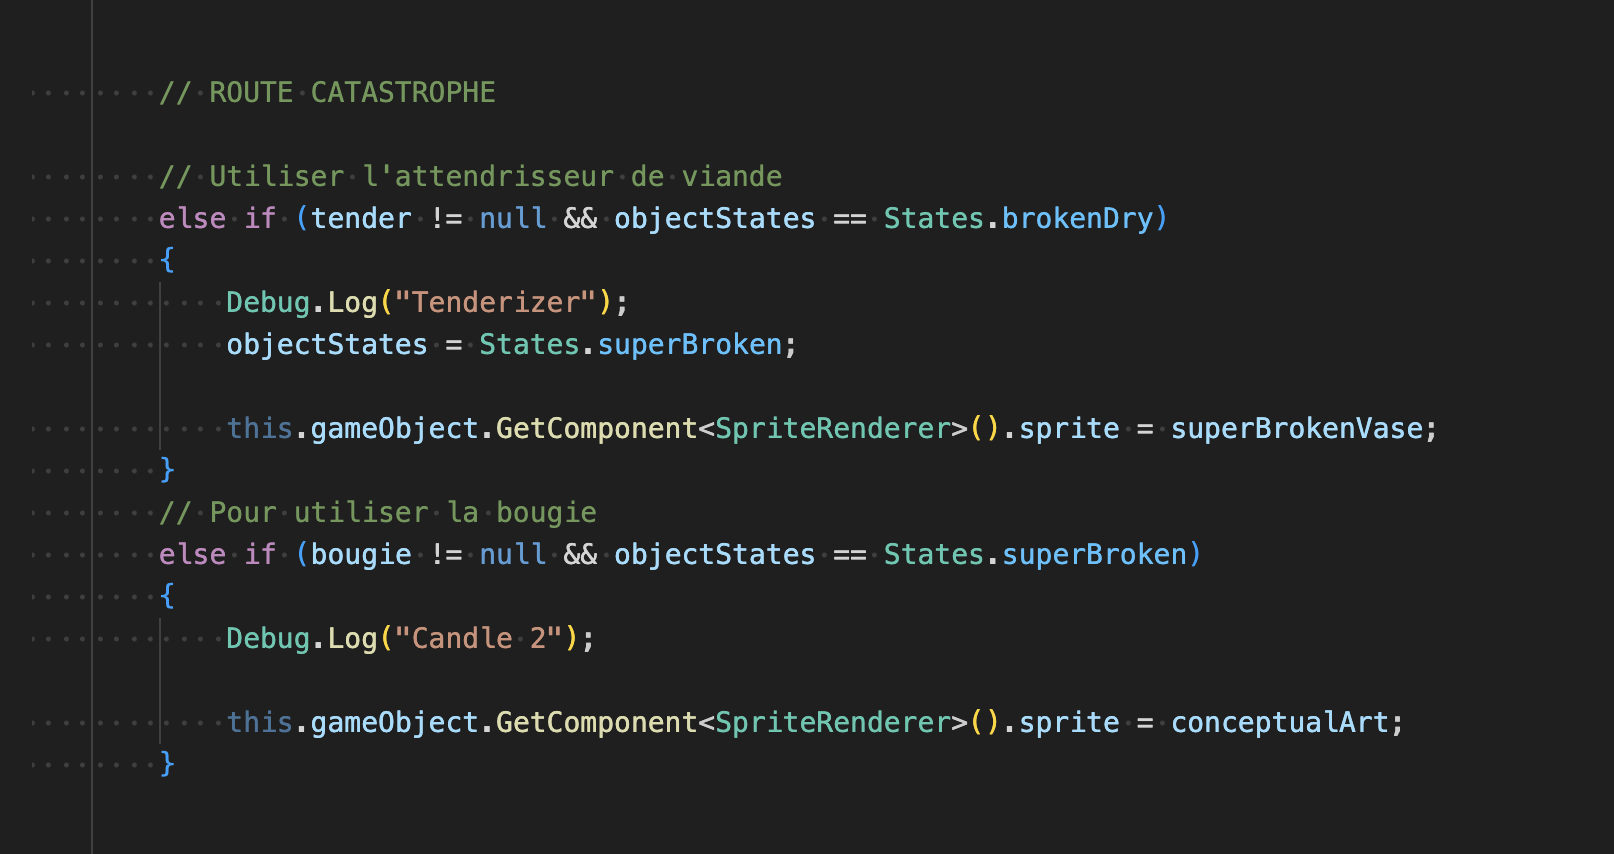 // ROUTE CATASTROPHE
// Utiliser l'attendrisseur de viande
else if (tender != null && objectStates == States.brokenDry)
{
Debug.Log("Tenderizer");
objectStates = States.superBroken;
this.gameObject.GetComponent<SpriteRenderer>().sprite = superBrokenVase;
}
// Pour utiliser la bougie
else if (bougie != null && objectStates == States.superBroken)
{
Debug.Log("Candle 2");
this.gameObject.GetComponent<SpriteRenderer>().sprite = conceptualArt;
}